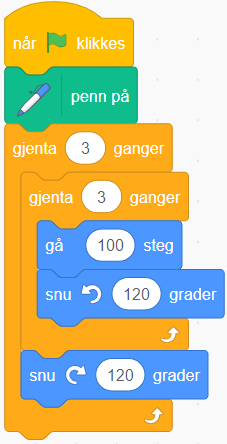 når klikkes
penn på
gjenta 3 ganger
gjenta 3 ganger
gå 100 steg
snu 120 grader
snu 120 grader